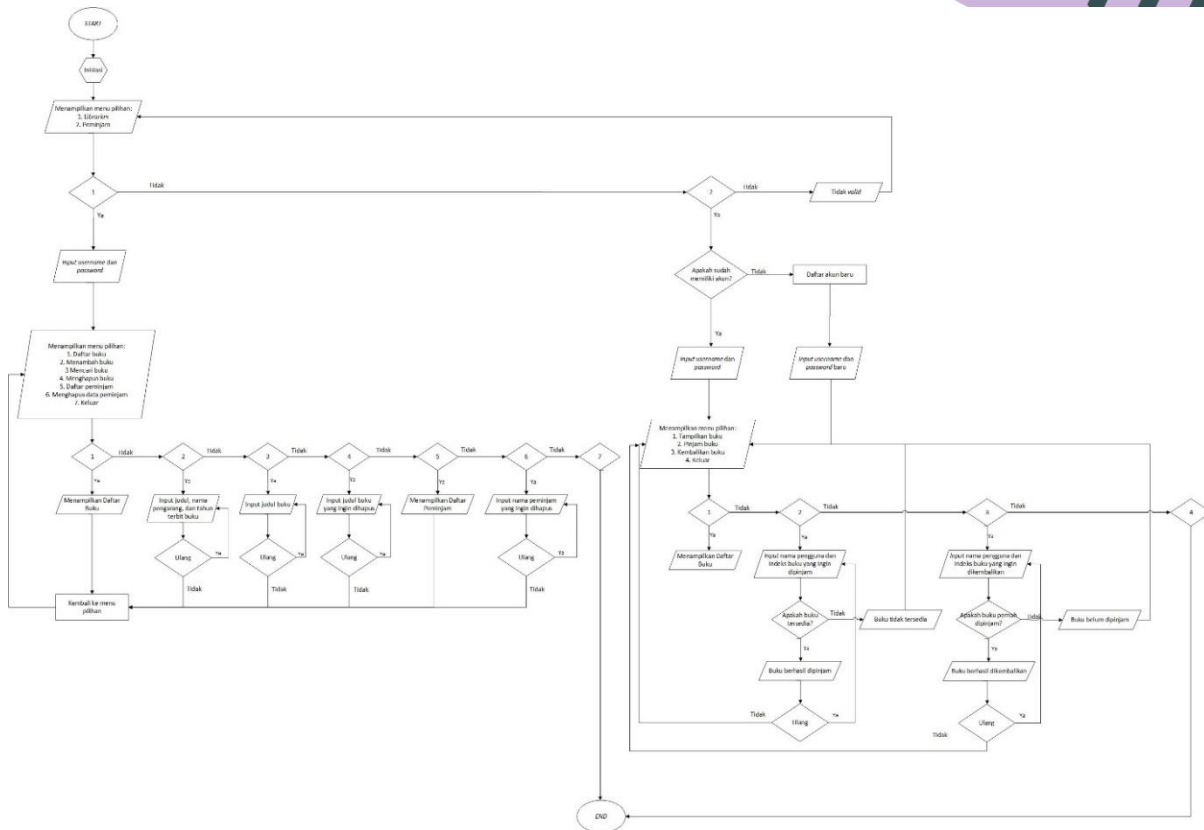 START
Inisiasi
Menampilkan menu pilihan:
1. Librarian
2. Peminjam
1
Tidak
2
Tidak
Tidak valid
Ya
Ya
Input username dan
password
Apakah sudah
memiliki akun?
Tidak
Daftar akun baru
Ya
Input username dan
password
Input username dan
password baru
Menampilkan menu pilihan:
1. Daftar buku
2. Menambah buku
3 Mencari buku
4. Menghapus buku
5. Daftar peminjam
6. Menghapus data peminjam
7. Keluar
Menampilkan menu pilihan:
1. Tampilkan buku
2. Pinjam buku
3. Kembalikan buku
4. Keluar
1
Tidak
2
Tidak
3
Tidak
4
Tidak
5
Tidak
6
Tidak
7
Ya
Ya
Ya
Ya
Ya
Ya
Menampilkan Daftar
Buku
Input judul, nama
pengarang, dan tahun
terbit buku
Input judul buku
Input judul buku
yang ingin dihapus
Menampilkan Daftar
Peminjam
Input nama peminjam
yang ingin dihapus
Ulang
Ya
Ulang
Ya
Ulang
Ya
Ulang
Ya
Tidak
Tidak
Tidak
Tidak
Kembali ke menu
pilihan
1
Tidak
2
Tidak
3
Tidak
4
Ya
Ya
Ya
Menampilkan Daftar
Buku
Input nama pengguna dan
indeks buku yang ingin
dipinjam
Input nama pengguna dan
indeks buku yang ingin
dikembalikan
Apakah buku
tersedia?
Tidak
Buku tidak tersedia
Apakah buku pernah
dipinjam?
Tidak
Buku belum dipinjam
Ya
Ya
Buku berhasil dipinjam
Buku berhasil dikembalikan
Tidak
Ulang
Ya
Tidak
Ulang
Ya
END